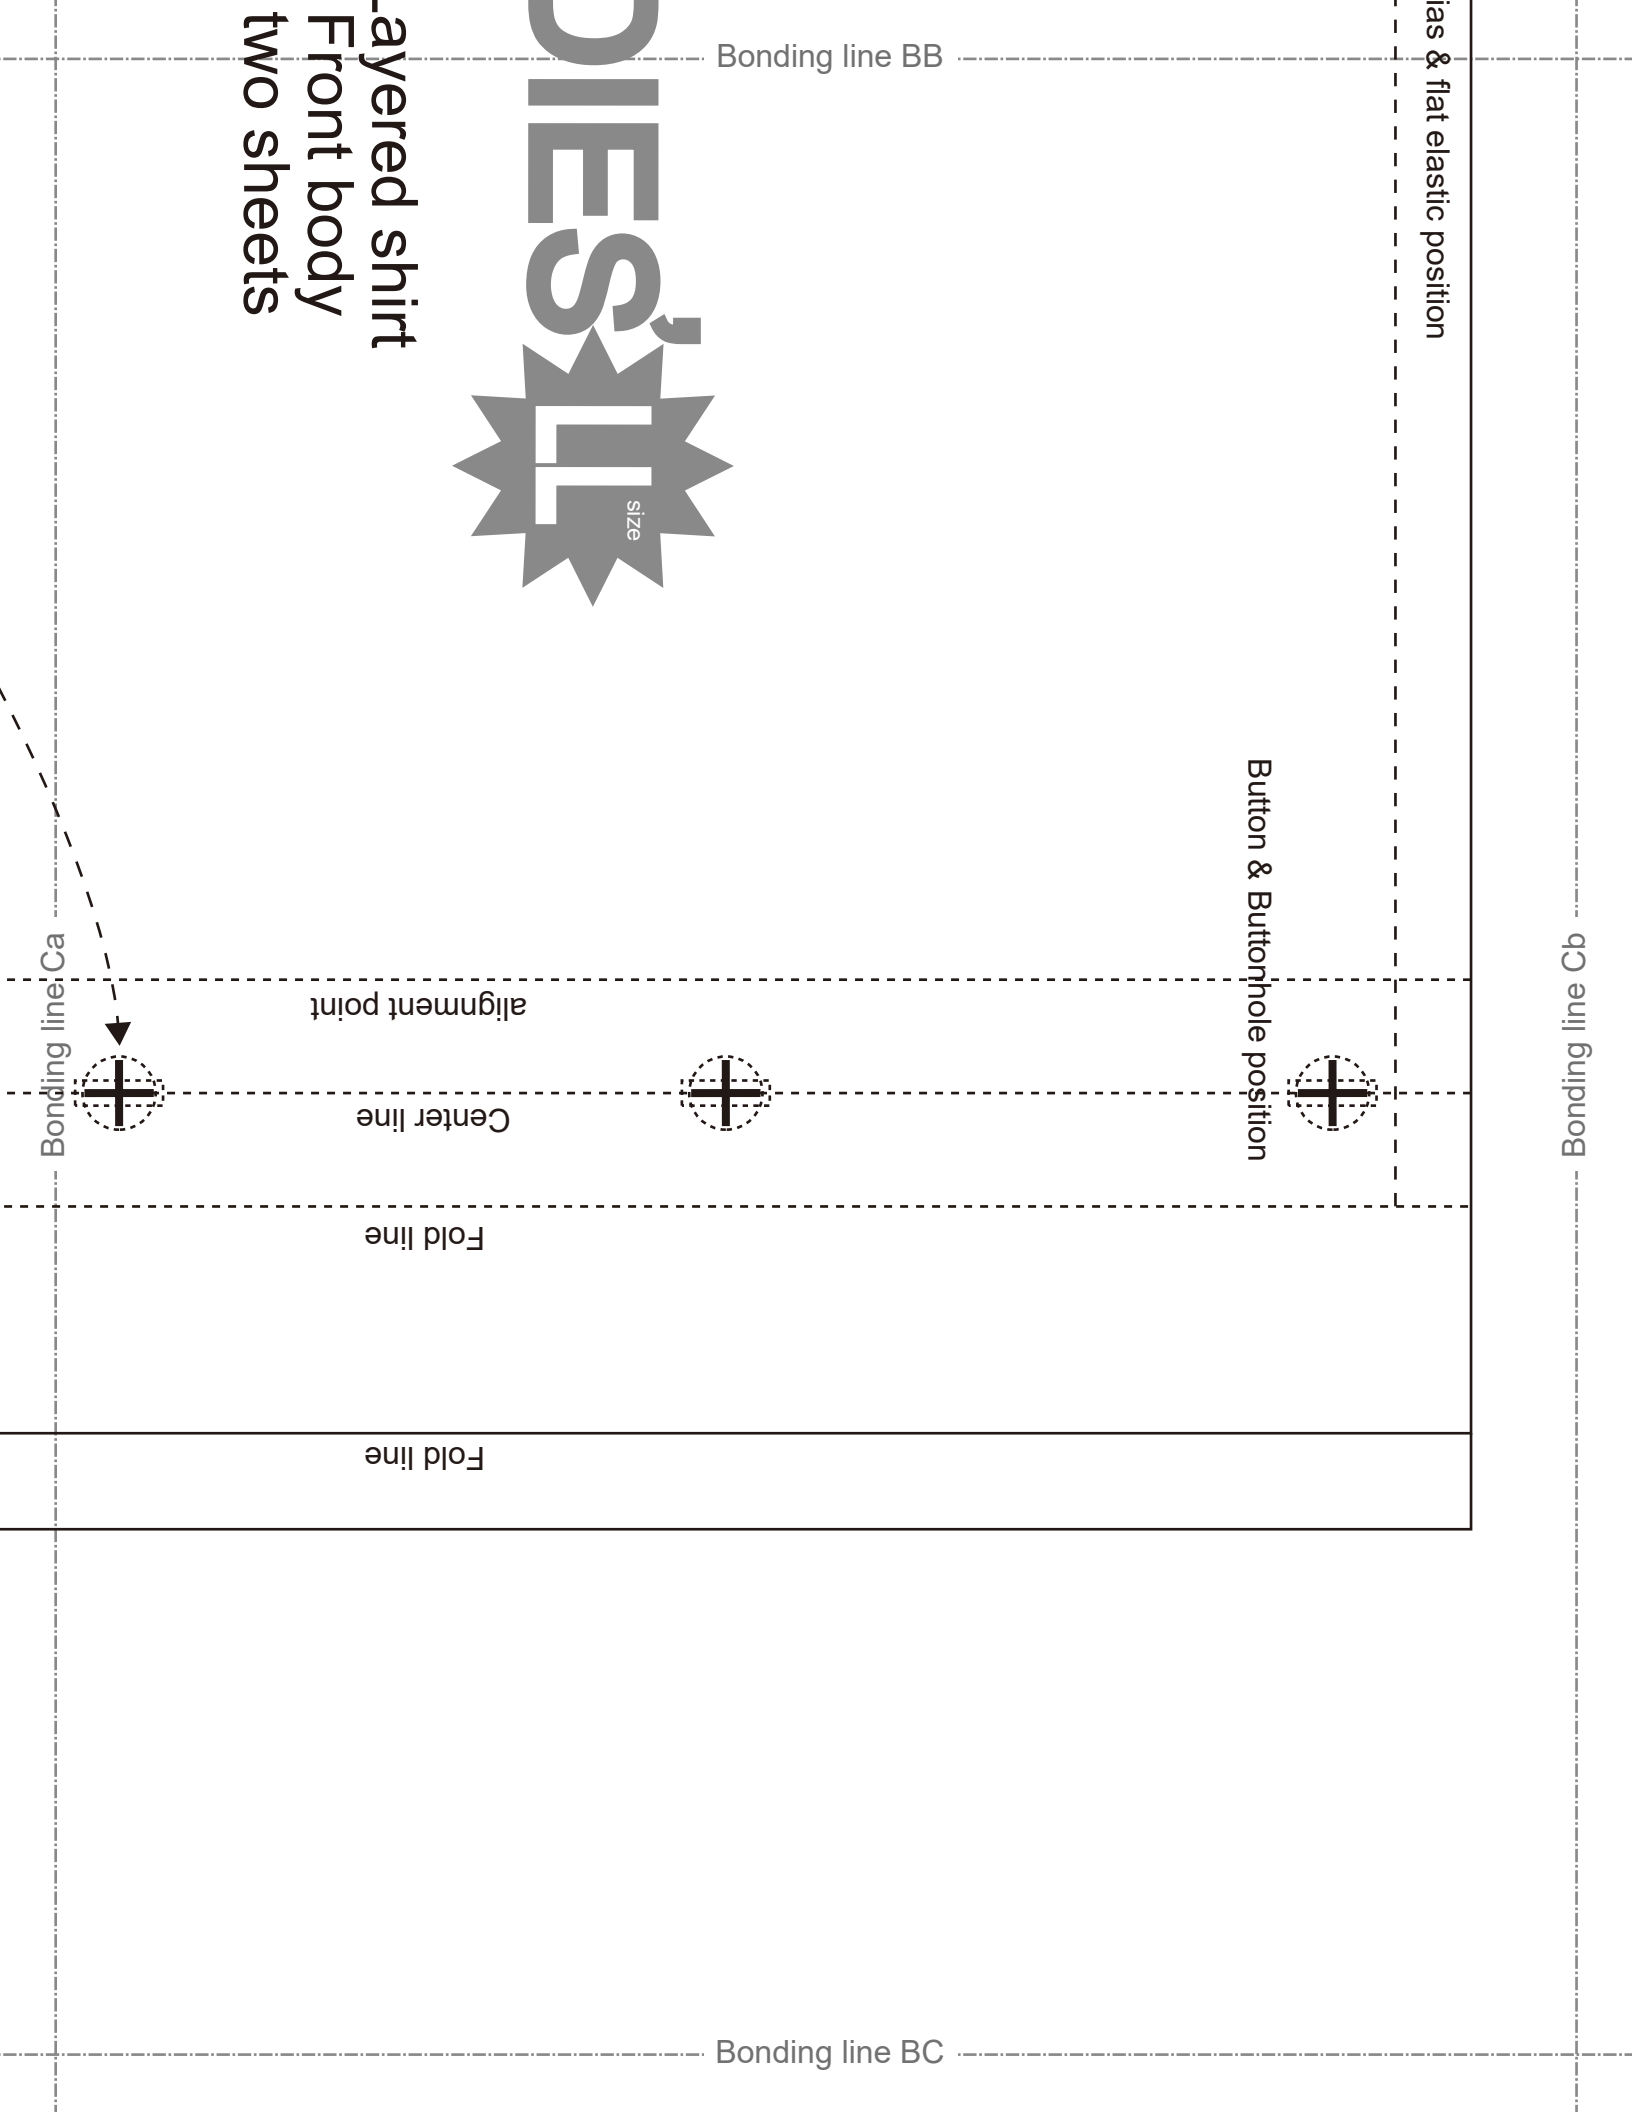 Bonding line BB
ayered shirt
Front body
two sheets
DIES’
LL
size
ias & flat elastic position
Button & Buttonhole position
Bonding line Ca
Bonding line Cb
alignment point
Center line
Fold line
Fold line
Bonding line BC